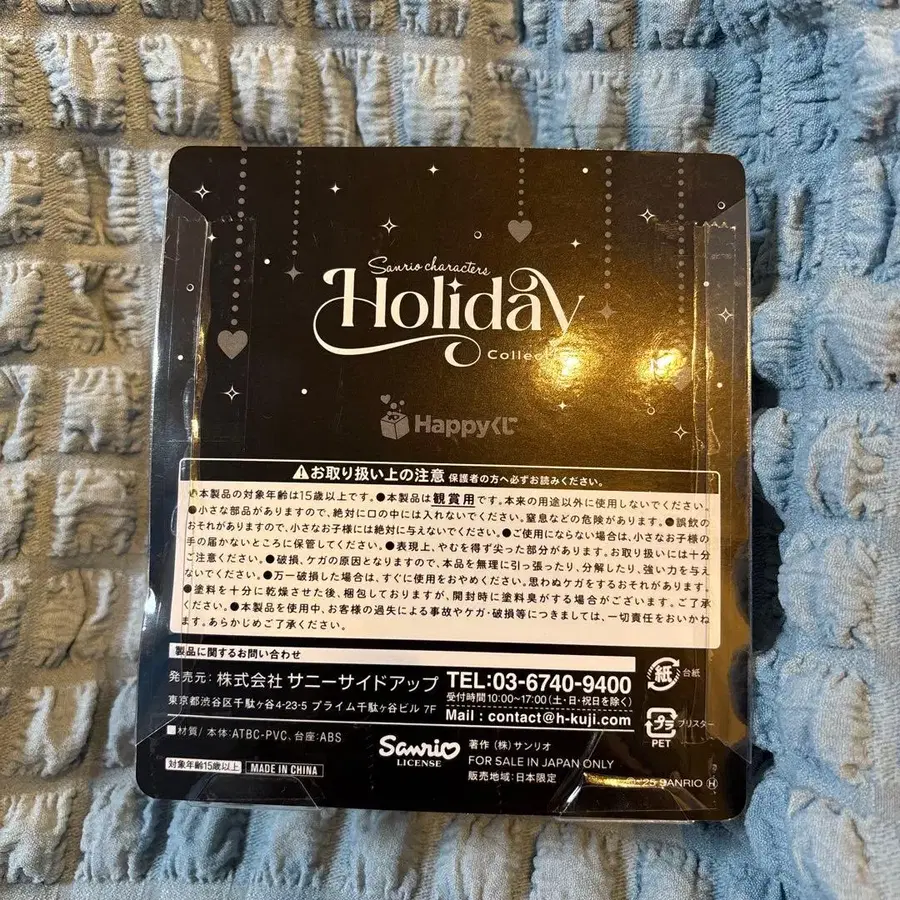 Sanrio characters
Holiday
Happyくじ
⚠お取り扱い上の注意 保護者の方へ必ずお読みください。
本製品の対象年齢は15歳以上です。●本製品は観賞用です。本来の用途以外に使用しないでください。
●小さな部品がありますので、絶対に口の中には入れないでください。窒息などの危険があります。●誤飲の
おそれがありますので、小さなお子様には絶対に与えないでください。●ご使用にならない場合は、小さなお子様の
手の届かないところに保管してください。●表現上、やむを得ず尖った部分があります。お取り扱いには十分
ご注意ください。●破損、ケガの原因となりますので、本品を無理に引っ張ったり、分解したり、強い力を与え
ないでください。●万一破損した場合は、すぐに使用をおやめください。思わぬケガをするおそれがあります。
●塗料を十分に乾燥させた後、梱包しておりますが、開封時に塗料臭がする場合がございます。ご了承
ください。●本製品を使用中、お客様の過失による事故やケガ・破損等につきましては、一切責任をおいかね
ます。あらかじめご了承ください。
製品に関するお問い合わせ
発売元：株式会社 サニーサイドアップ
東京都渋谷区千駄ヶ谷4-23-5 プライム千駄ヶ谷ビル 7F
TEL:03-6740-9400
受付時間10:00~17:00(土・日・祝日を除く)
Mail : contact@h-kuji.com
紙 台紙
プラ ブリスター
PET
■材質/本体:ATBC-PVC、台座:ABS
対象年齢15歳以上 MADE IN CHINA
Sanrio
LICENSE
著作（株）サンリオ
FOR SALE IN JAPAN ONLY
販売地域：日本限定
'25 SANRIO Ⓗ